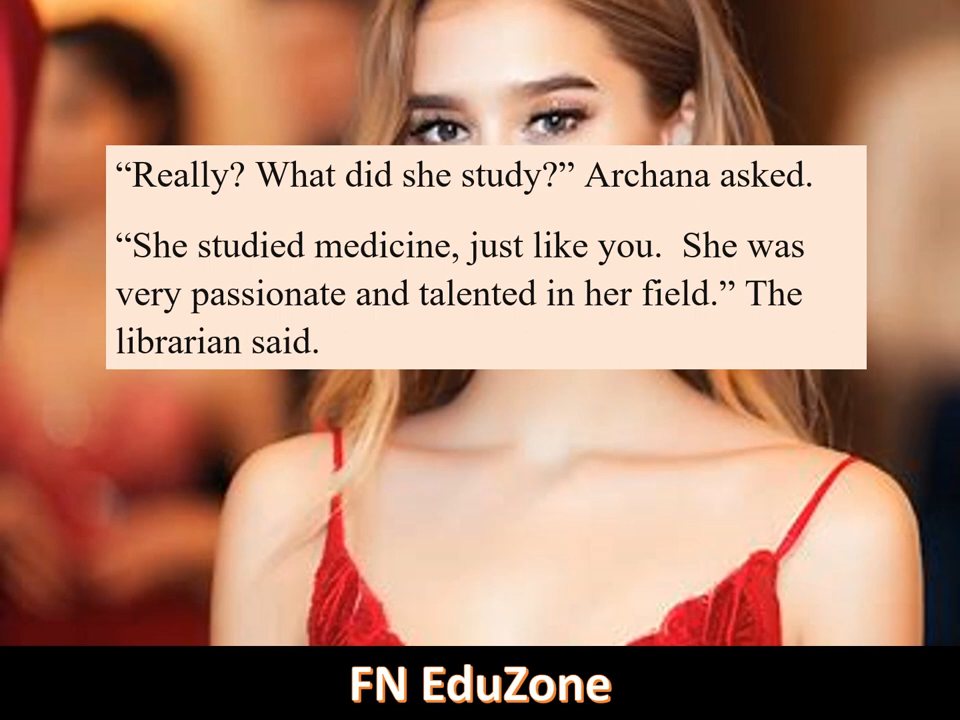 “Really? What did she study?” Archana asked.
“She studied medicine, just like you.  She was
very passionate and talented in her field.” The
librarian said.
FN EduZone